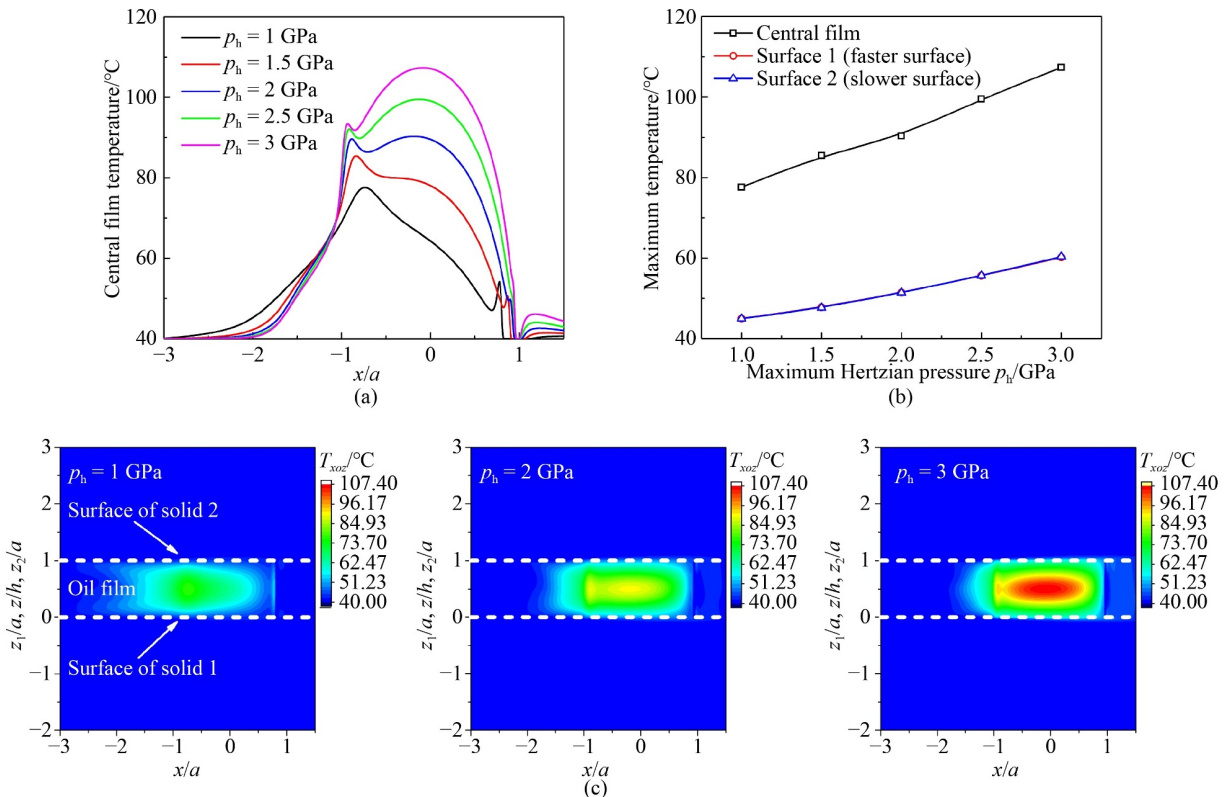 120
100
80
60
40
Central film temperature/°C
p_h = 1 GPa
p_h = 1.5 GPa
p_h = 2 GPa
p_h = 2.5 GPa
p_h = 3 GPa
−3 −2 −1 0 1
x/a
(a)
120
100
80
60
40
Maximum temperature/°C
Central film
Surface 1 (faster surface)
Surface 2 (slower surface)
1.0 1.5 2.0 2.5 3.0
Maximum Hertzian pressure p_h/GPa
(b)
3
2
1
0
−1
−2
z_1/a, z/h, z_2/a
p_h = 1 GPa
Surface of solid 2
Oil film
Surface of solid 1
−3 −2 −1 0 1
x/a
T_xoz/°C
107.40
96.17
84.93
73.70
62.47
51.23
40.00
3
2
1
0
−1
−2
z_1/a, z/h, z_2/a
p_h = 2 GPa
−3 −2 −1 0 1
x/a
T_xoz/°C
107.40
96.17
84.93
73.70
62.47
51.23
40.00
3
2
1
0
−1
−2
z_1/a, z/h, z_2/a
p_h = 3 GPa
−3 −2 −1 0 1
x/a
T_xoz/°C
107.40
96.17
84.93
73.70
62.47
51.23
40.00
(c)